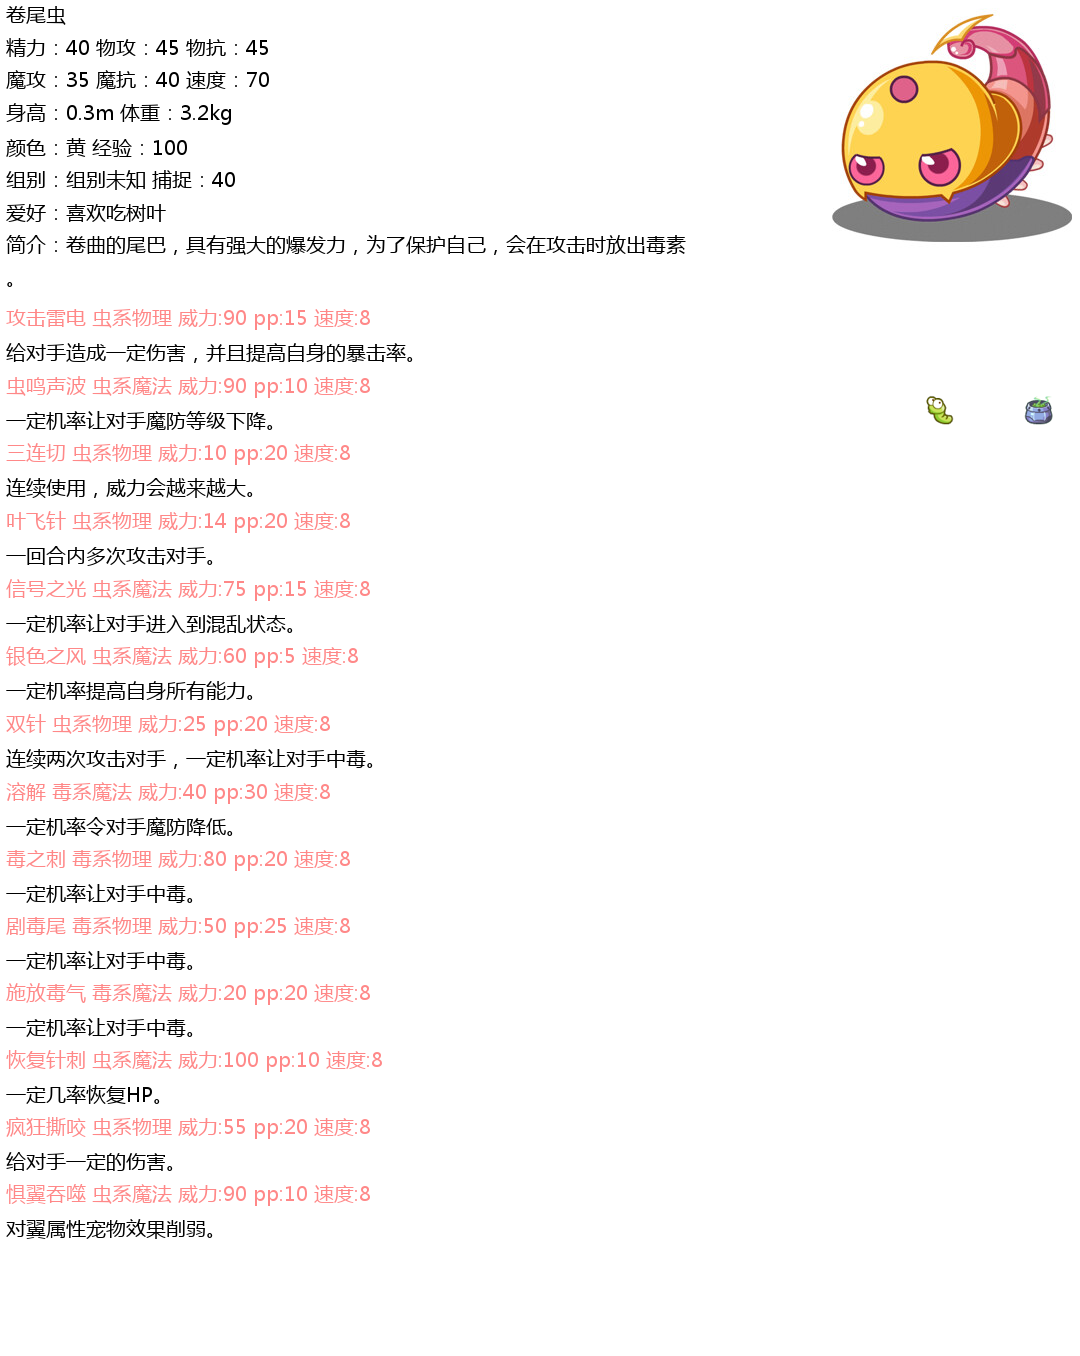 卷尾虫
精力：40 物攻：45 物抗：45
魔攻：35 魔抗：40 速度：70
身高：0.3m 体重：3.2kg
颜色：黄 经验：100
组别：组别未知 捕捉：40
爱好：喜欢吃树叶
简介：卷曲的尾巴，具有强大的爆发力，为了保护自己，会在攻击时放出毒素
。
攻击雷电 虫系物理 威力:90 pp:15 速度:8
给对手造成一定伤害，并且提高自身的暴击率。
虫鸣声波 虫系魔法 威力:90 pp:10 速度:8
一定机率让对手魔防等级下降。
三连切 虫系物理 威力:10 pp:20 速度:8
连续使用，威力会越来越大。
叶飞针 虫系物理 威力:14 pp:20 速度:8
一回合内多次攻击对手。
信号之光 虫系魔法 威力:75 pp:15 速度:8
一定机率让对手进入到混乱状态。
银色之风 虫系魔法 威力:60 pp:5 速度:8
一定机率提高自身所有能力。
双针 虫系物理 威力:25 pp:20 速度:8
连续两次攻击对手，一定机率让对手中毒。
溶解 毒系魔法 威力:40 pp:30 速度:8
一定机率令对手魔防降低。
毒之刺 毒系物理 威力:80 pp:20 速度:8
一定机率让对手中毒。
剧毒尾 毒系物理 威力:50 pp:25 速度:8
一定机率让对手中毒。
施放毒气 毒系魔法 威力:20 pp:20 速度:8
一定机率让对手中毒。
恢复针刺 虫系魔法 威力:100 pp:10 速度:8
一定几率恢复HP。
疯狂撕咬 虫系物理 威力:55 pp:20 速度:8
给对手一定的伤害。
惧翼吞噬 虫系魔法 威力:90 pp:10 速度:8
对翼属性宠物效果削弱。